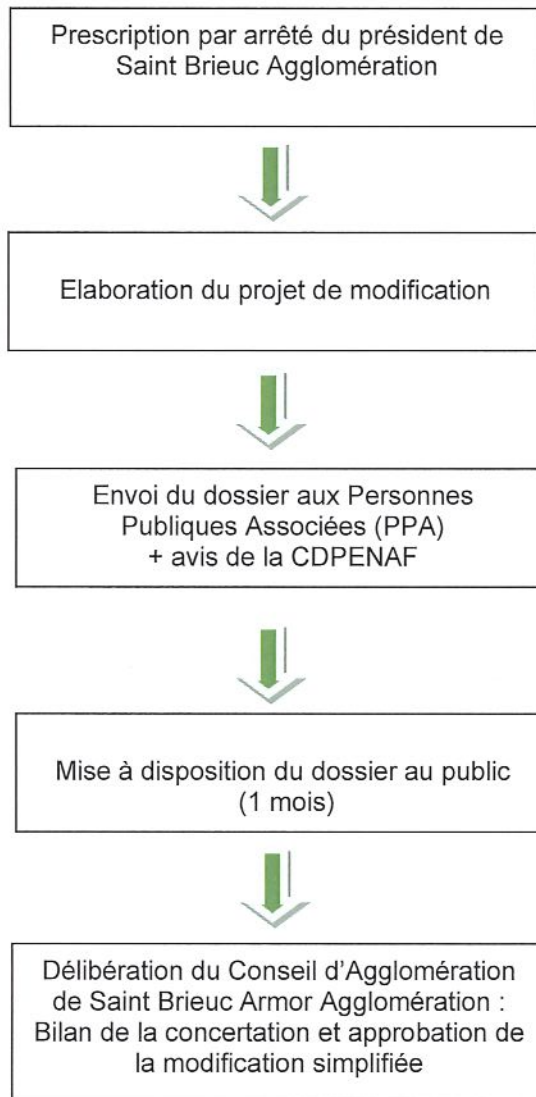 Prescription par arrêté du président de
Saint Brieuc Agglomération
Elaboration du projet de modification
Envoi du dossier aux Personnes
Publiques Associées (PPA)
+ avis de la CDPENAF
Mise à disposition du dossier au public
(1 mois)
Délibération du Conseil d'Agglomération
de Saint Brieuc Armor Agglomération :
Bilan de la concertation et approbation de
la modification simplifiée